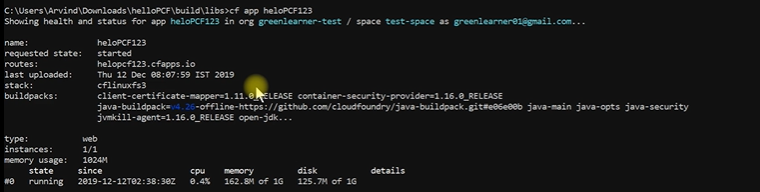 C:\Users\Arvind\Downloads\helloPCF\build\libs>cf app heloPCF123
Showing health and status for app heloPCF123 in org greenlearner-test / space test-space as greenlearner01@gmail.com...
name: heloPCF123
requested state: started
routes: helopcf123.cfapps.io
last uploaded: Thu 12 Dec 08:07:59 IST 2019
stack: cflinuxfs3
buildpacks: client-certificate-mapper=1.11.0_RELEASE container-security-provider=1.16.0_RELEASE
java-buildpack=v4.26-offline-https://github.com/cloudfoundry/java-buildpack.git#e06e00b java-main java-opts java-security
jvmkill-agent=1.16.0_RELEASE open-jdk...
type: web
instances: 1/1
memory usage: 1024M
state since cpu memory disk details
#0 running 2019-12-12T02:38:30Z 0.4% 162.8M of 1G 125.7M of 1G